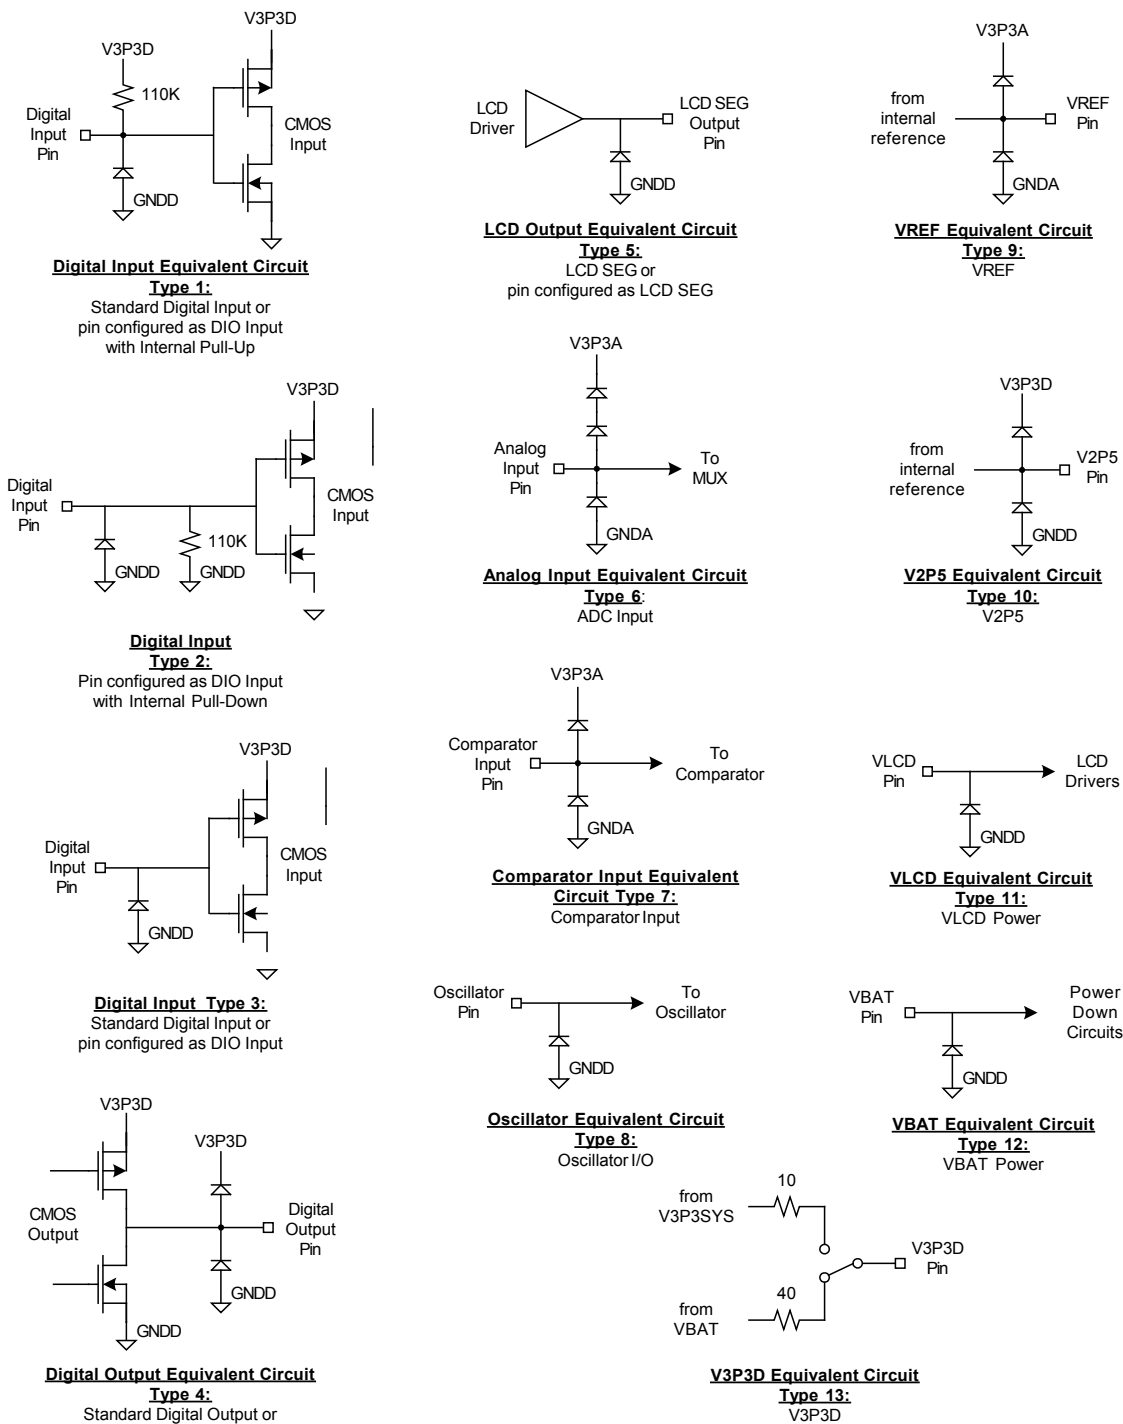 V3P3D
V3P3D
110K
Digital
Input
Pin
CMOS
Input
GNDD
Digital Input Equivalent Circuit
Type 1:
Standard Digital Input or
pin configured as DIO Input
with Internal Pull-Up
V3P3D
Digital
Input
Pin
CMOS
Input
110K
GNDD
GNDD
Digital Input
Type 2:
Pin configured as DIO Input
with Internal Pull-Down
V3P3D
Digital
Input
Pin
CMOS
Input
GNDD
Digital Input Type 3:
Standard Digital Input or
pin configured as DIO Input
V3P3D
V3P3D
CMOS
Output
Digital
Output
Pin
GNDD
GNDD
Digital Output Equivalent Circuit
Type 4:
Standard Digital Output or
LCD
Driver
LCD SEG
Output
Pin
GNDD
LCD Output Equivalent Circuit
Type 5:
LCD SEG or
pin configured as LCD SEG
V3P3A
Analog
Input
Pin
To
MUX
GNDA
Analog Input Equivalent Circuit
Type 6:
ADC Input
V3P3A
Comparator
Input
Pin
To
Comparator
GNDA
Comparator Input Equivalent
Circuit Type 7:
Comparator Input
Oscillator
Pin
To
Oscillator
GNDD
Oscillator Equivalent Circuit
Type 8:
Oscillator I/O
V3P3A
from
internal
reference
VREF
Pin
GNDA
VREF Equivalent Circuit
Type 9:
VREF
V3P3D
from
internal
reference
V2P5
Pin
GNDD
V2P5 Equivalent Circuit
Type 10:
V2P5
VLCD
Pin
LCD
Drivers
GNDD
VLCD Equivalent Circuit
Type 11:
VLCD Power
VBAT
Pin
Power
Down
Circuits
GNDD
VBAT Equivalent Circuit
Type 12:
VBAT Power
10
from
V3P3SYS
V3P3D
Pin
40
from
VBAT
V3P3D Equivalent Circuit
Type 13:
V3P3D